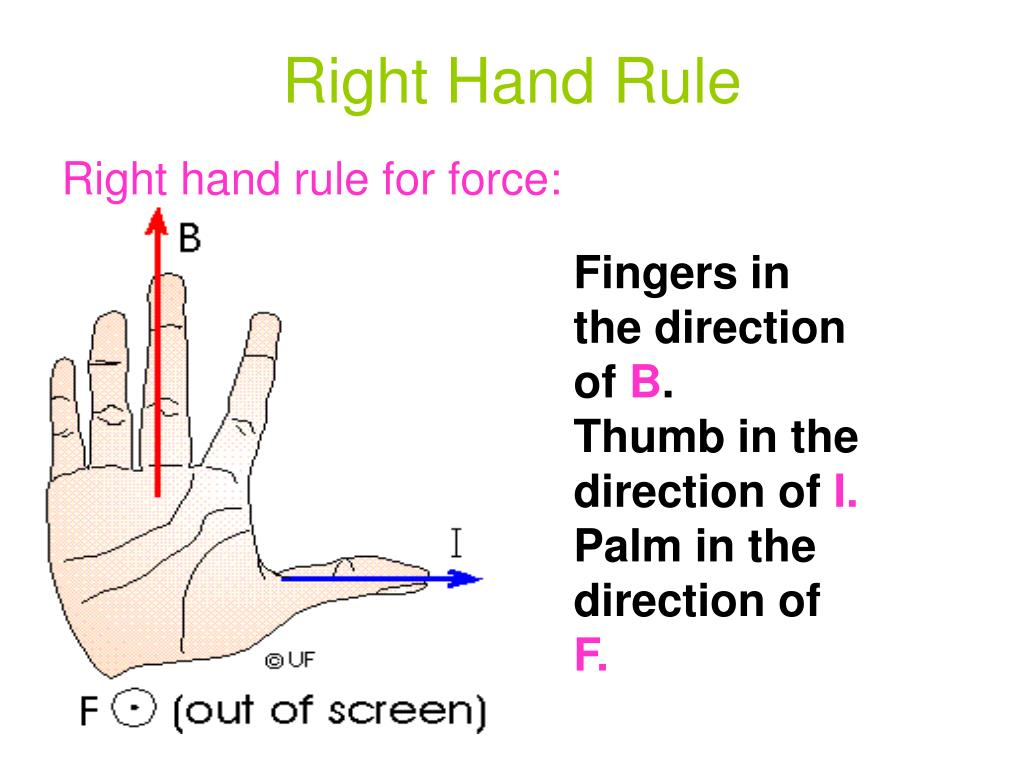 Right Hand Rule
Right hand rule for force:
B
Fingers in
the direction
of B.
Thumb in the
direction of I.
Palm in the
direction of
F.
I
© UF
F (out of screen)